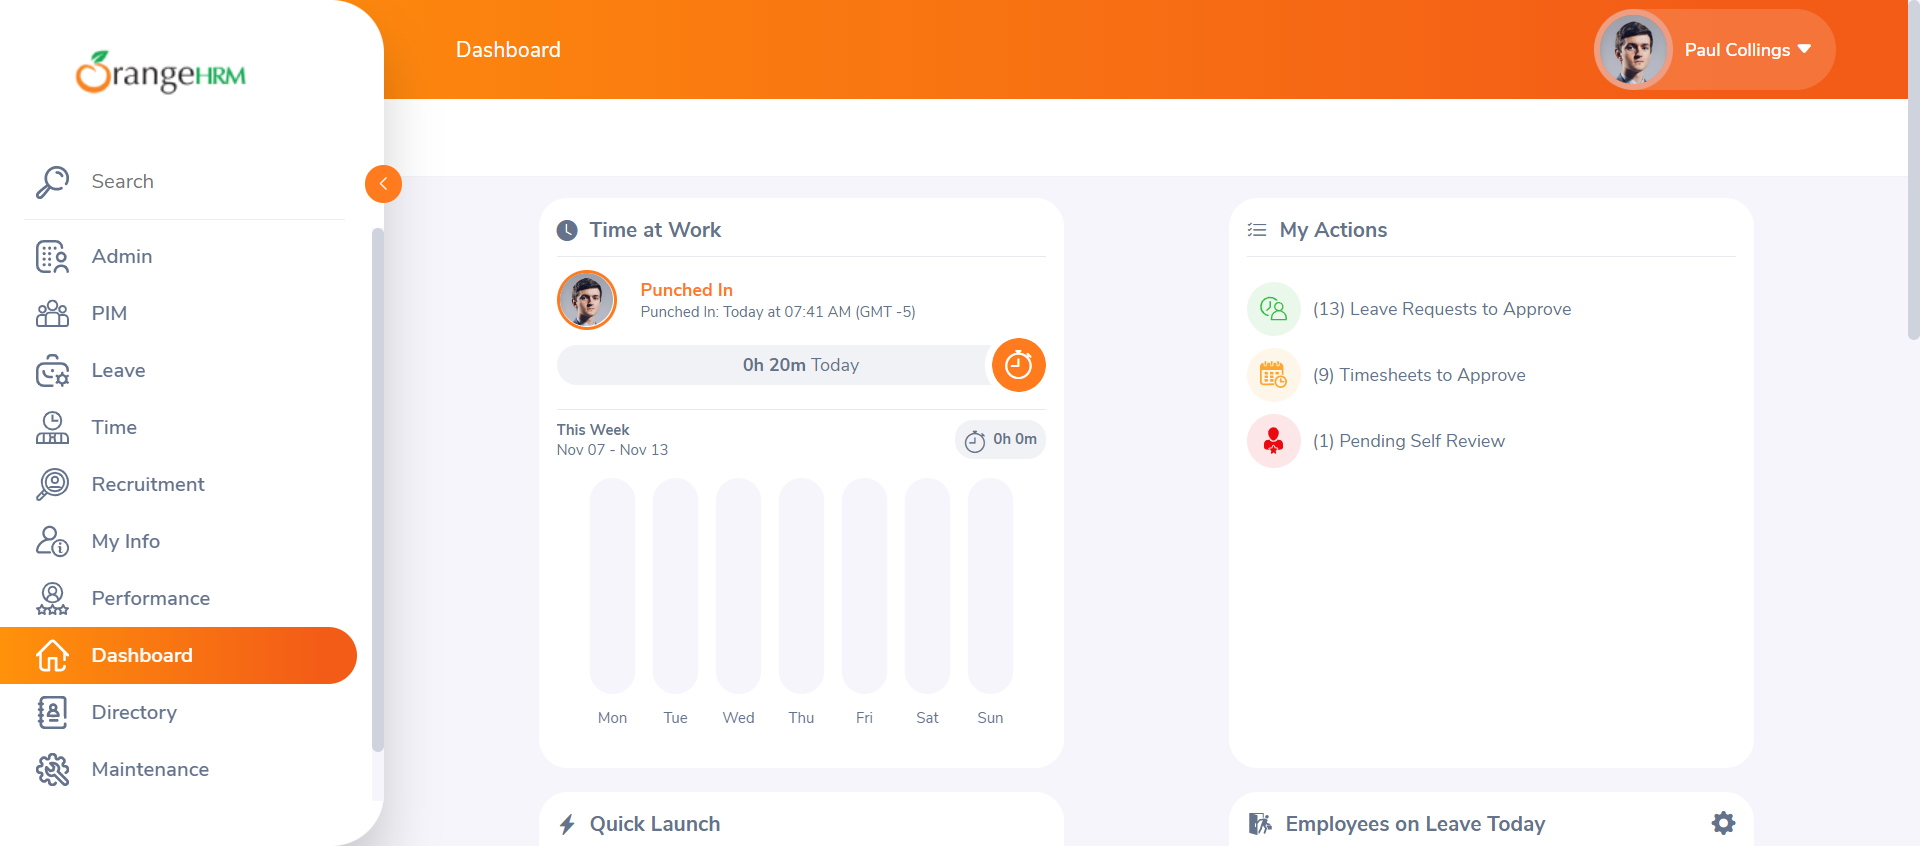 OrangeHRM
Dashboard
Paul Collings
Search
Admin
PIM
Leave
Time
Recruitment
My Info
Performance
Dashboard
Directory
Maintenance
Time at Work
Punched In
Punched In: Today at 07:41 AM (GMT -5)
0h 20m Today
This Week
Nov 07 - Nov 13
0h 0m
Mon Tue Wed Thu Fri Sat Sun
My Actions
(13) Leave Requests to Approve
(9) Timesheets to Approve
(1) Pending Self Review
Quick Launch
Employees on Leave Today